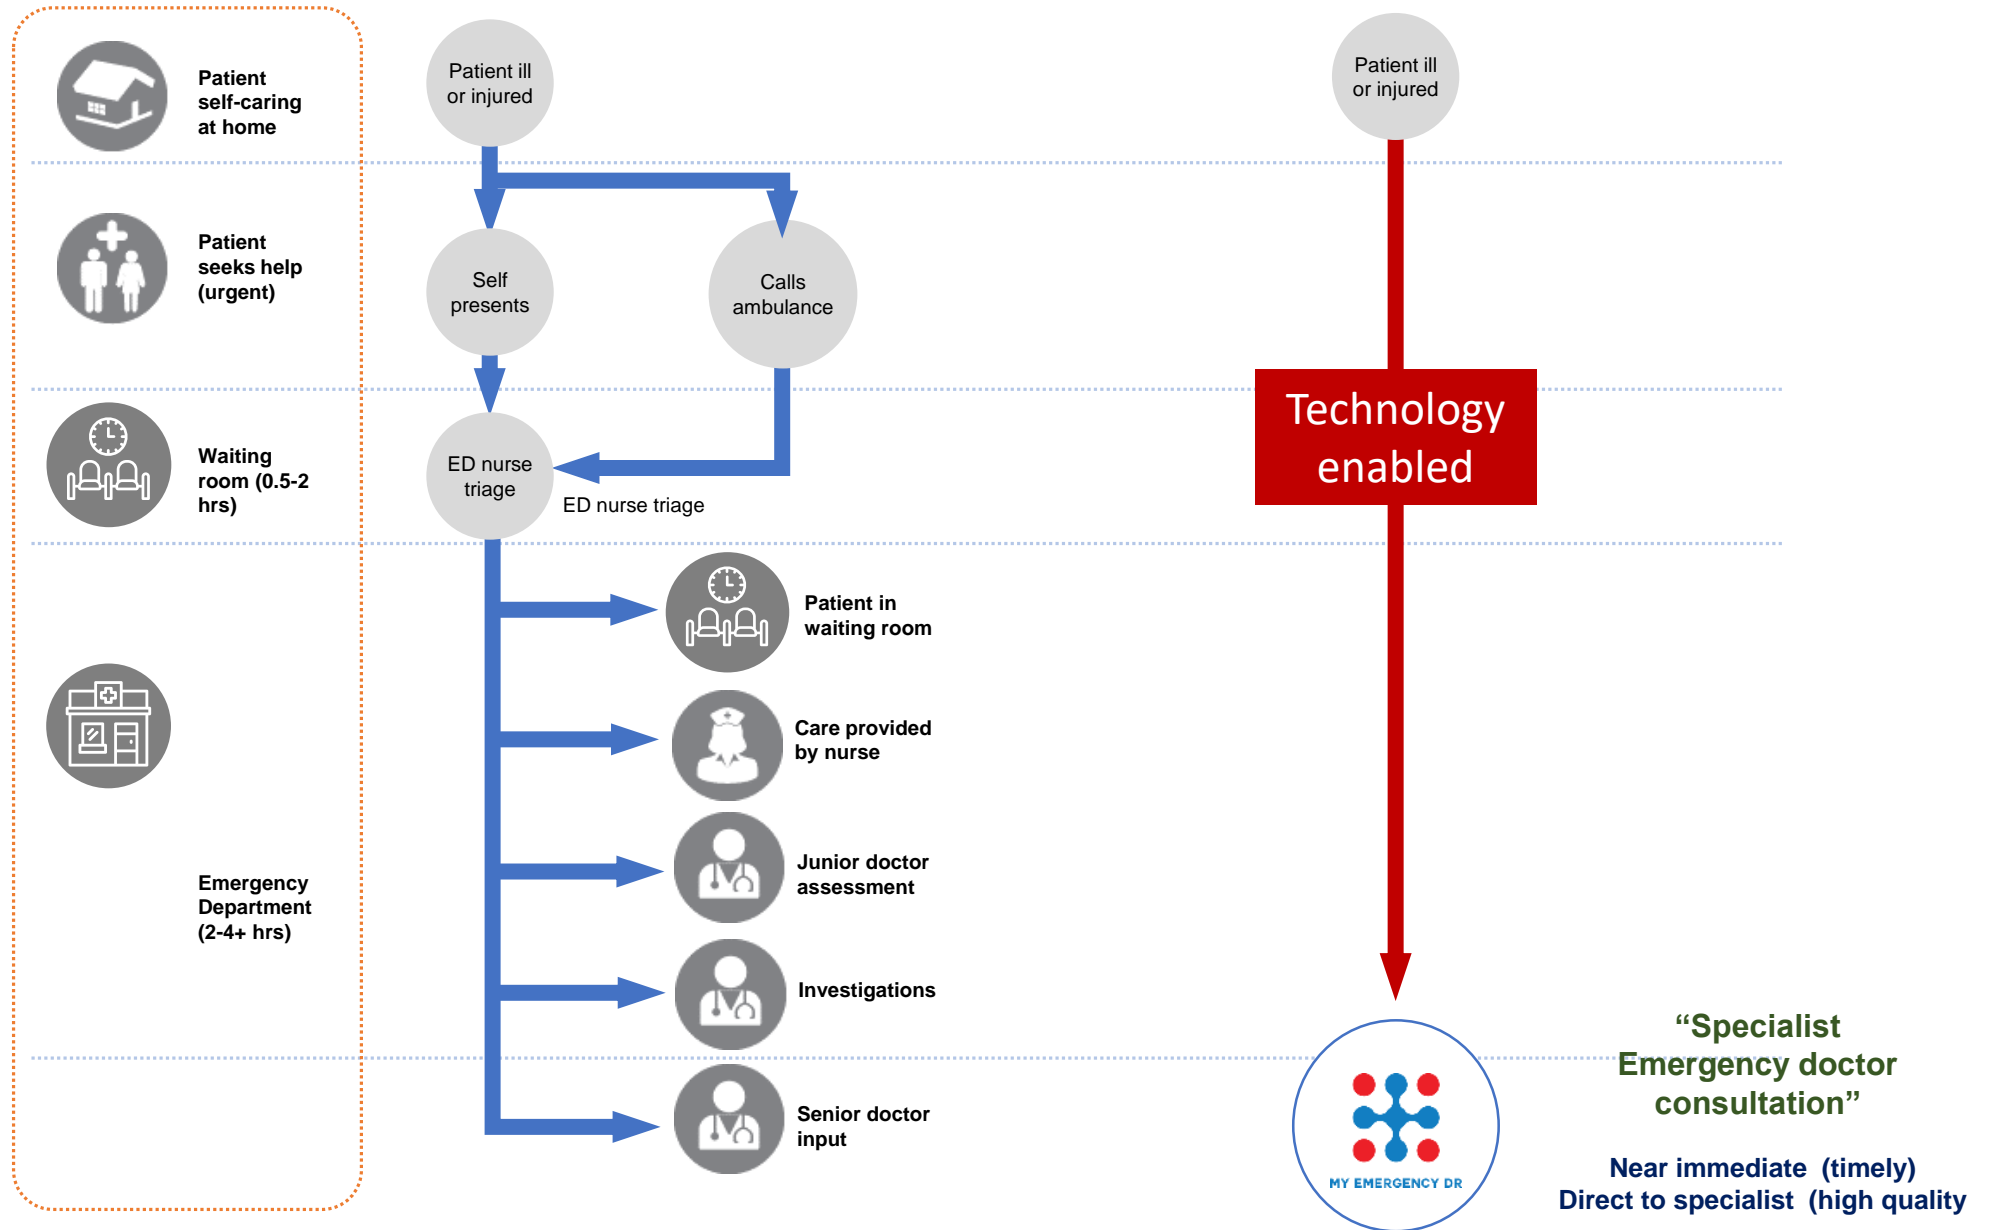 Patient
self-caring
at home
Patient ill
or injured
Patient ill
or injured
Patient
seeks help
(urgent)
Self
presents
Calls
ambulance
Technology
enabled
Waiting
room (0.5-2
hrs)
ED nurse
triage
ED nurse triage
Patient in
waiting room
Care provided
by nurse
Junior doctor
assessment
Emergency
Department
(2-4+ hrs)
Investigations
Senior doctor
input
MY EMERGENCY DR
“Specialist
Emergency doctor
consultation”
Near immediate (timely)
Direct to specialist (high quality